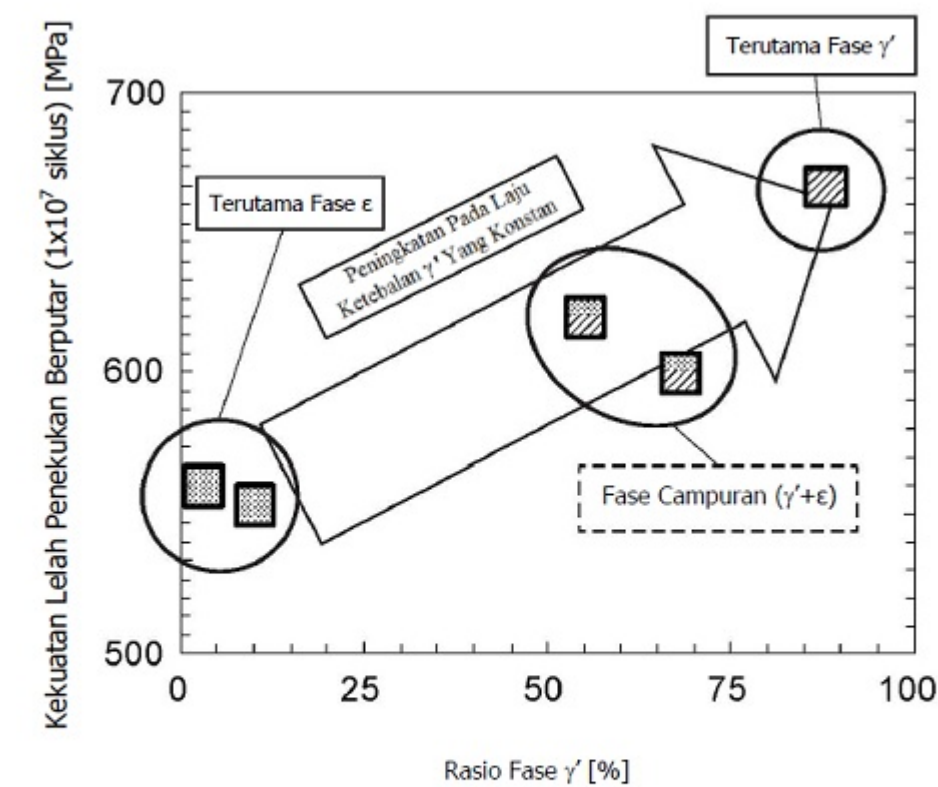 Terutama Fase γ′
Kekuatan Lelah Penekukan Berputar (1x10⁷ siklus) [MPa]
700
Terutama Fase ε
Peningkatan Pada Laju
Ketebalan γ′ Yang Konstan
600
Fase Campuran (γ′+ε)
500
0 25 50 75 100
Rasio Fase γ′ [%]